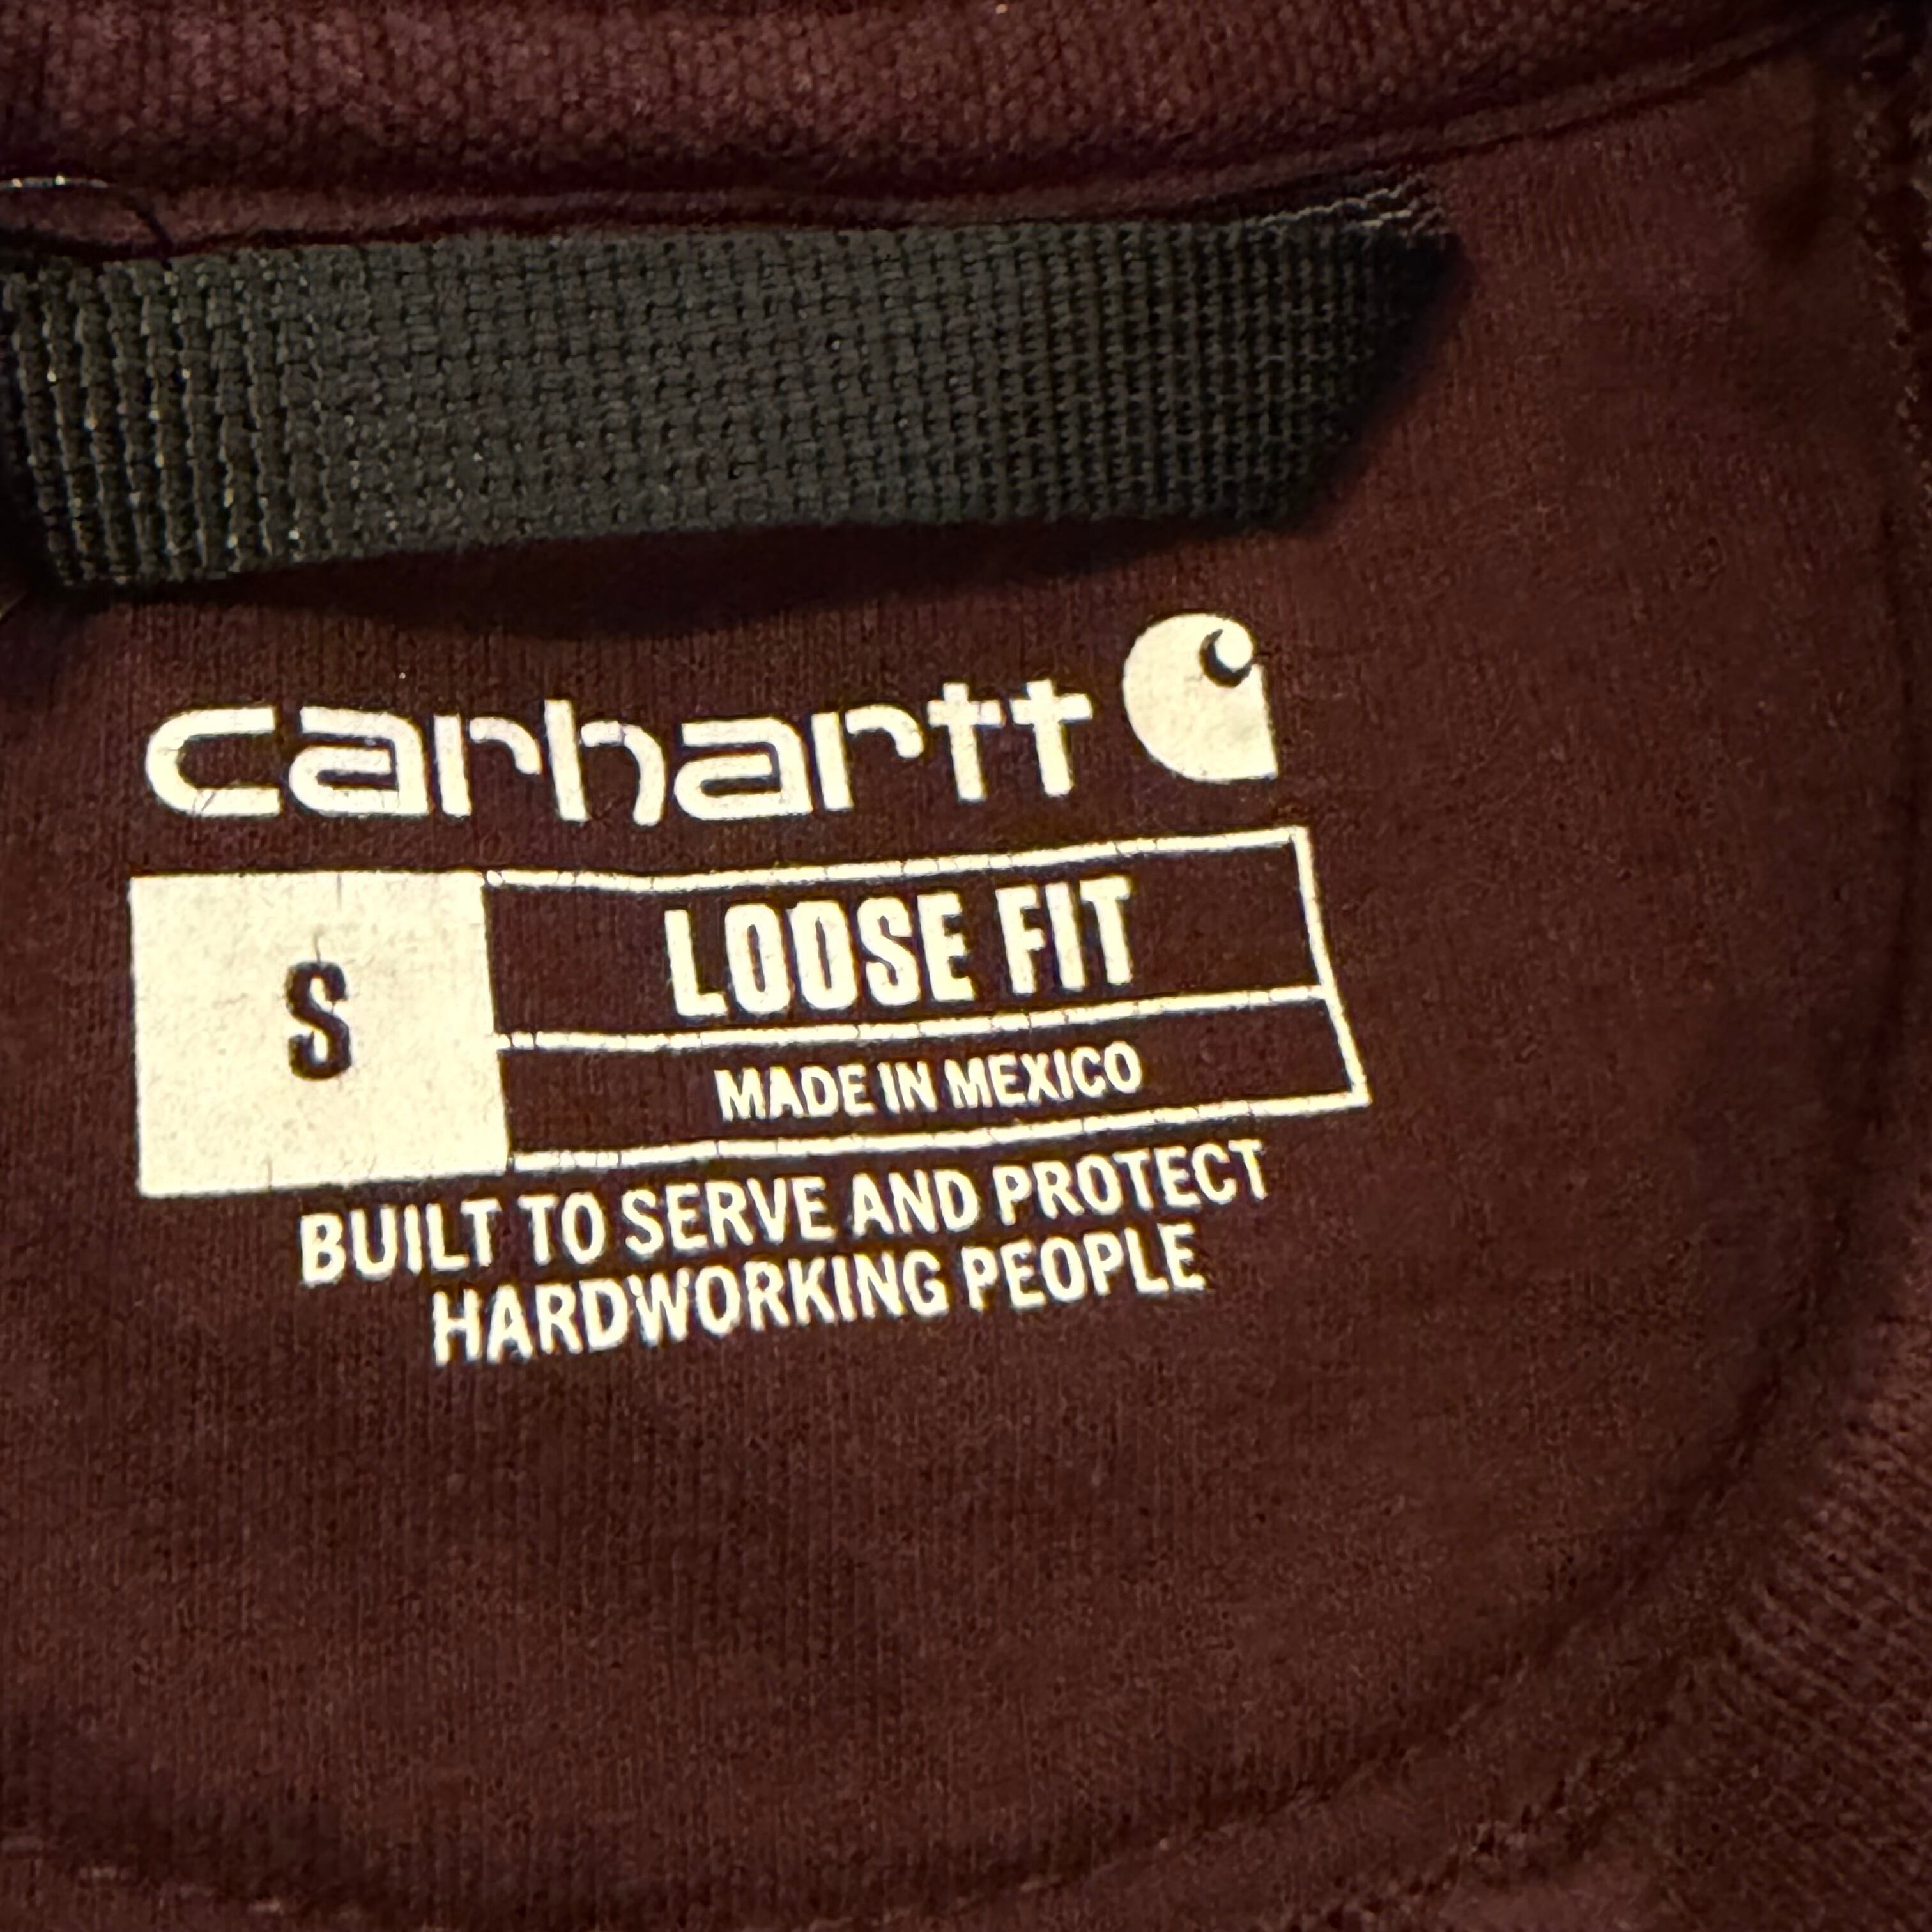 carhartt
S
LOOSE FIT
MADE IN MEXICO
BUILT TO SERVE AND PROTECT
HARDWORKING PEOPLE